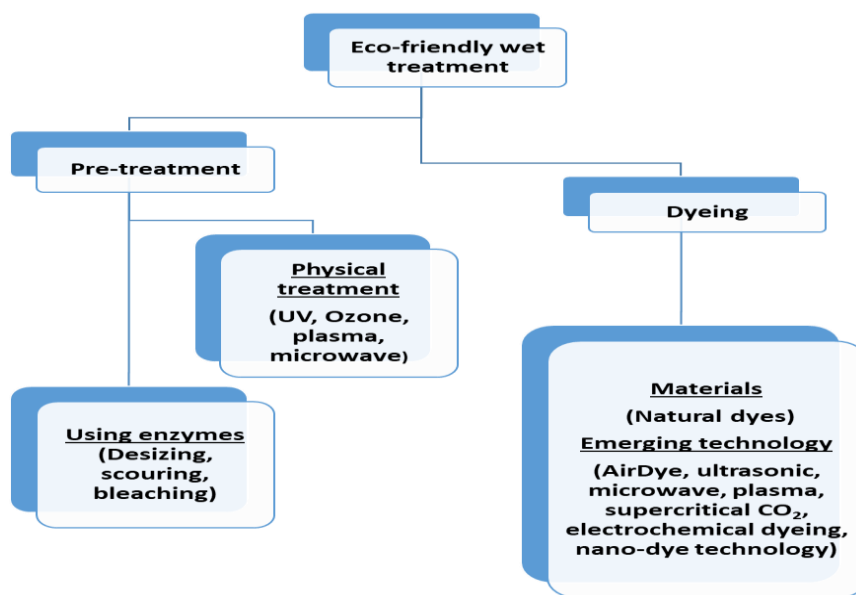 Eco-friendly wet
treatment
Pre-treatment
Dyeing
Physical
treatment
(UV, Ozone,
plasma,
microwave)
Using enzymes
(Desizing,
scouring,
bleaching)
Materials
(Natural dyes)
Emerging technology
(AirDye, ultrasonic,
microwave, plasma,
supercritical CO₂,
electrochemical dyeing,
nano-dye technology)